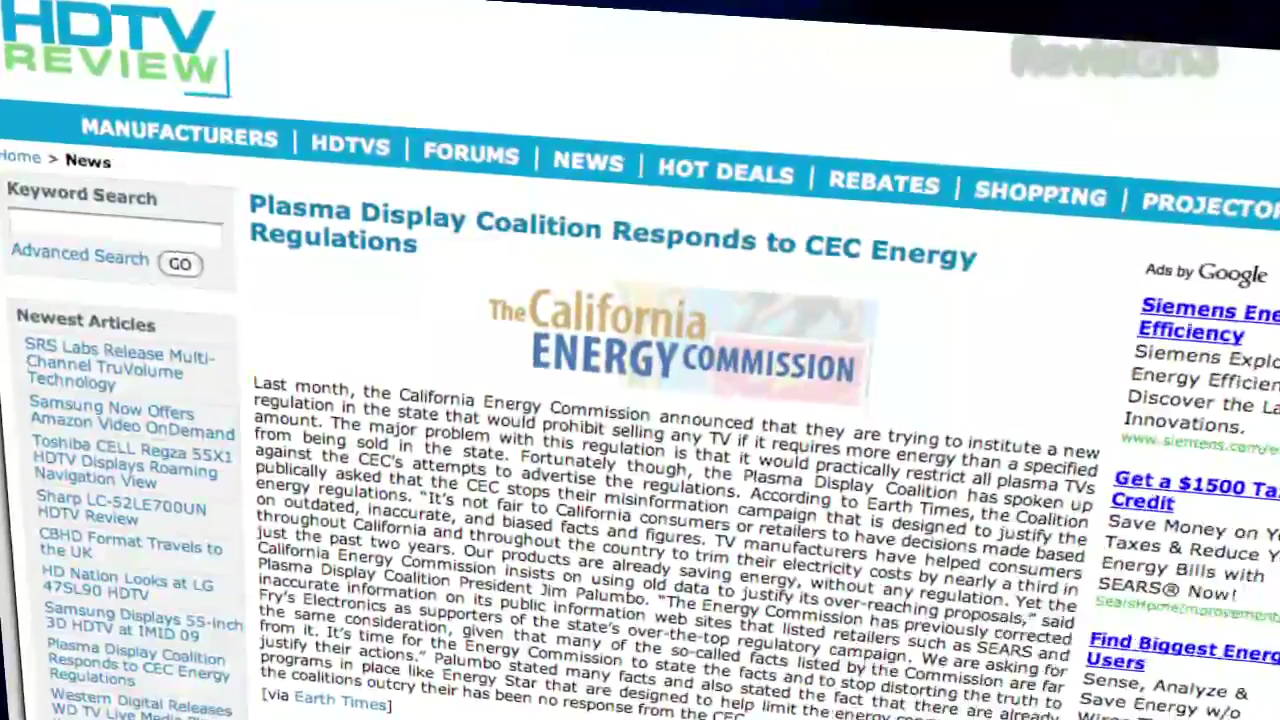 HDTV
REVIEW
Revision3
MANUFACTURERS | HDTVS | FORUMS | NEWS | HOT DEALS | REBATES | SHOPPING | PROJECTO
Home > News
Keyword Search
Advanced Search GO
Newest Articles
SRS Labs Release Multi-
Channel TruVolume
Technology
Samsung Now Offers
Amazon Video OnDemand
Toshiba CELL Regza 55X1
HDTV Displays Roaming
Navigation View
Sharp LC-52LE700UN
HDTV Review
CBHD Format Travels to
the UK
HD Nation Looks at LG
47SL90 HDTV
Samsung Displays 55-inch
3D HDTV at IMID 09
Plasma Display Coalition
Responds to CEC Energy
Regulations
Western Digital Releases
WD TV Live Media
Plasma Display Coalition Responds to CEC Energy
Regulations
The California
ENERGY COMMISSION
Last month, the California Energy Commission announced that they are trying to institute a new
regulation in the state that would prohibit selling any TV if it requires more energy than a specified
amount. The major problem with this regulation is that it would practically restrict all plasma TVs
from being sold in the state. Fortunately though, the Plasma Display Coalition has spoken up
against the CEC's attempts to advertise the regulations. According to Earth Times, the Coalition
publically asked that the CEC stops their misinformation campaign that is designed to justify the
energy regulations. "It's not fair to California consumers or retailers to have decisions made based
on outdated, inaccurate, and biased facts and figures. TV manufacturers have helped consumers
throughout California and throughout the country to trim their electricity costs by nearly a third in
just the past two years. Our products are already saving energy, without any regulation. Yet the
California Energy Commission insists on using old data to justify its over-reaching proposals," said
Plasma Display Coalition President Jim Palumbo. "The Energy Commission has previously corrected
inaccurate information on its public information web sites that listed retailers such as SEARS and
Fry's Electronics as supporters of the state's over-the-top regulatory campaign. We are asking for
the same consideration, given that many of the so-called facts listed by the Commission are far
from it. It's time for the Energy Commission to state the facts and to stop distorting the truth to
justify their actions." Palumbo stated many facts and also stated the fact that there are already
programs in place like Energy Star that are designed to help limit the energy
the coalitions outcry their has been no response from the CEC
[via Earth Times]
Ads by Google
Siemens Ene
Efficiency
Siemens Explo
Energy Efficien
Discover the La
Innovations.
www.siemens.com/e
Get a $1500 Ta
Credit
Save Money on Y
Taxes & Reduce Y
Energy Bills with
SEARS® Now!
SearsHomeImprovement
Find Biggest Energ
Users
Sense, Analyze &
Save Energy w/o